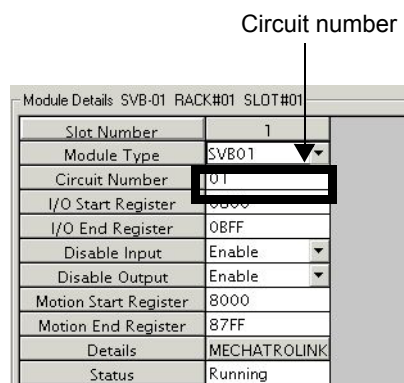 Circuit number
Module Details SVB-01 RACK#01 SLOT#01
Slot Number 1
Module Type SVB01
Circuit Number 01
I/O Start Register 0800
I/O End Register 0BFF
Disable Input Enable
Disable Output Enable
Motion Start Register 8000
Motion End Register 87FF
Details MECHATROLINK
Status Running